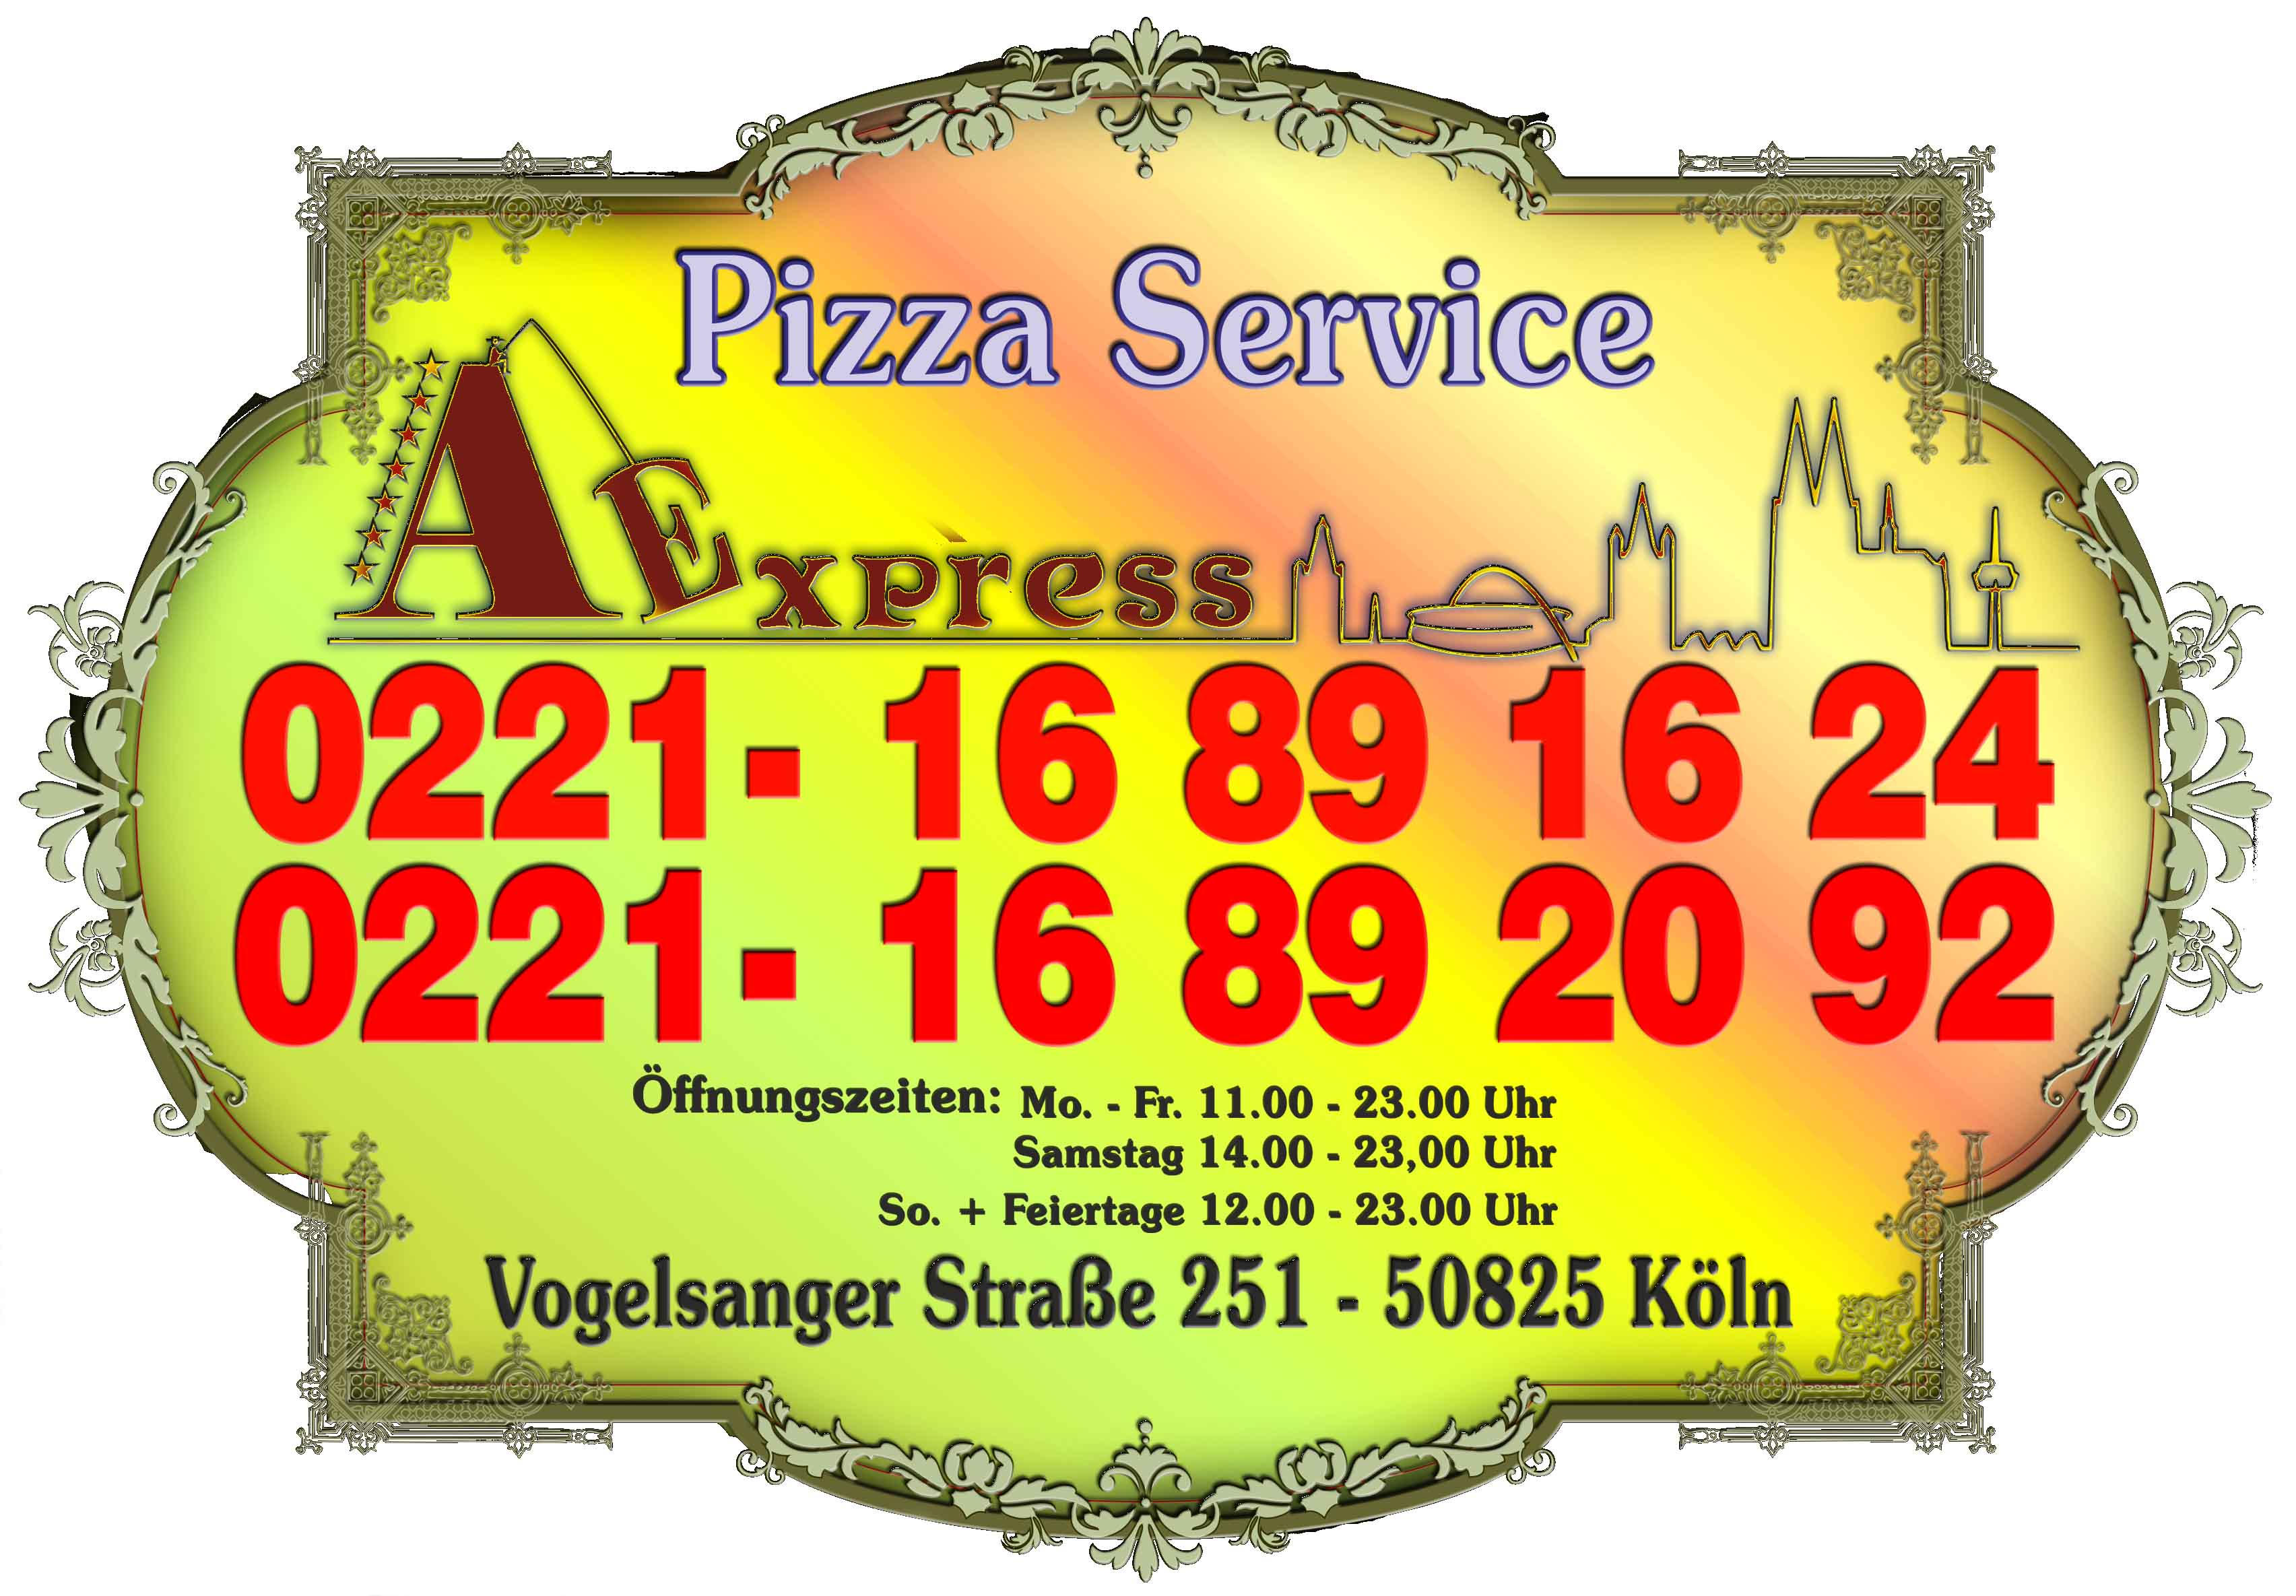 Pizza Service
A Express
0221- 16 89 16 24
0221- 16 89 20 92
Öffnungszeiten: Mo. - Fr. 11.00 - 23.00 Uhr
Samstag 14.00 - 23,00 Uhr
So. + Feiertage 12.00 - 23.00 Uhr
Vogelsanger Straße 251 - 50825 Köln